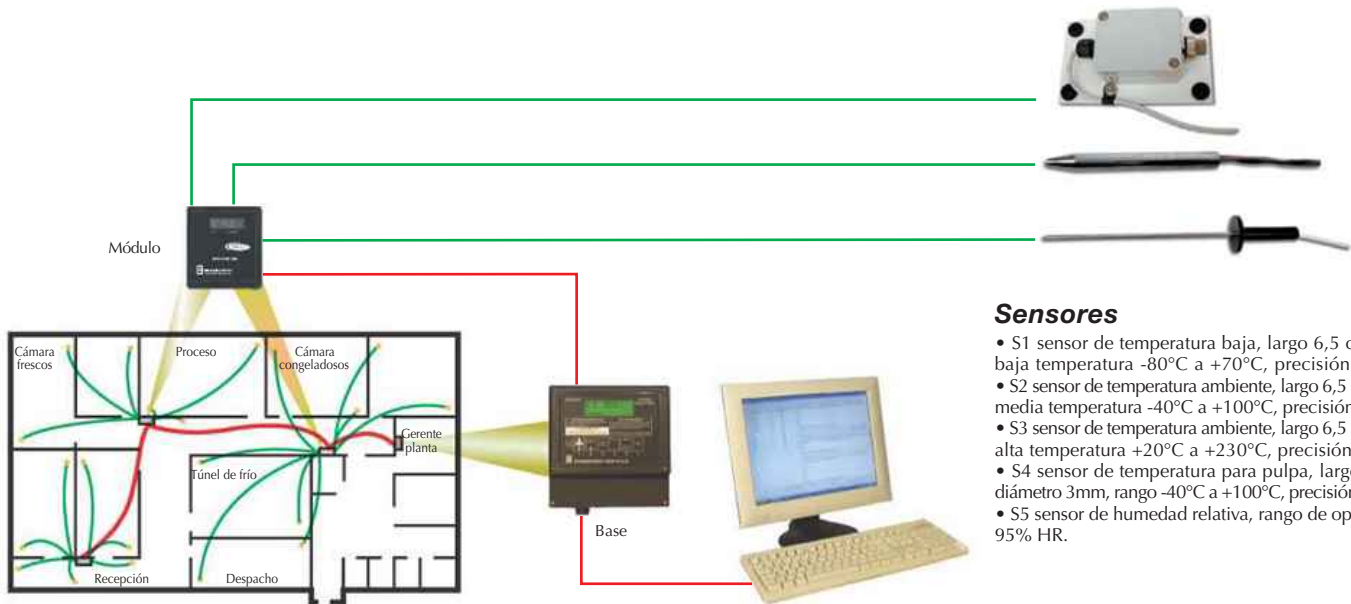 Módulo
Cámara
frescos
Proceso
Cámara
congeladosos
Gerente
planta
Túnel de frío
Recepción
Despacho
Base
Sensores
• S1 sensor de temperatura baja, largo 6,5
baja temperatura -80°C a +70°C, precisión
• S2 sensor de temperatura ambiente, largo 6,5
media temperatura -40°C a +100°C, precisión
• S3 sensor de temperatura ambiente, largo 6,5
alta temperatura +20°C a +230°C, precisión
• S4 sensor de temperatura para pulpa, larg
diámetro 3mm, rango -40°C a +100°C, precisión
• S5 sensor de humedad relativa, rango de op
95% HR.